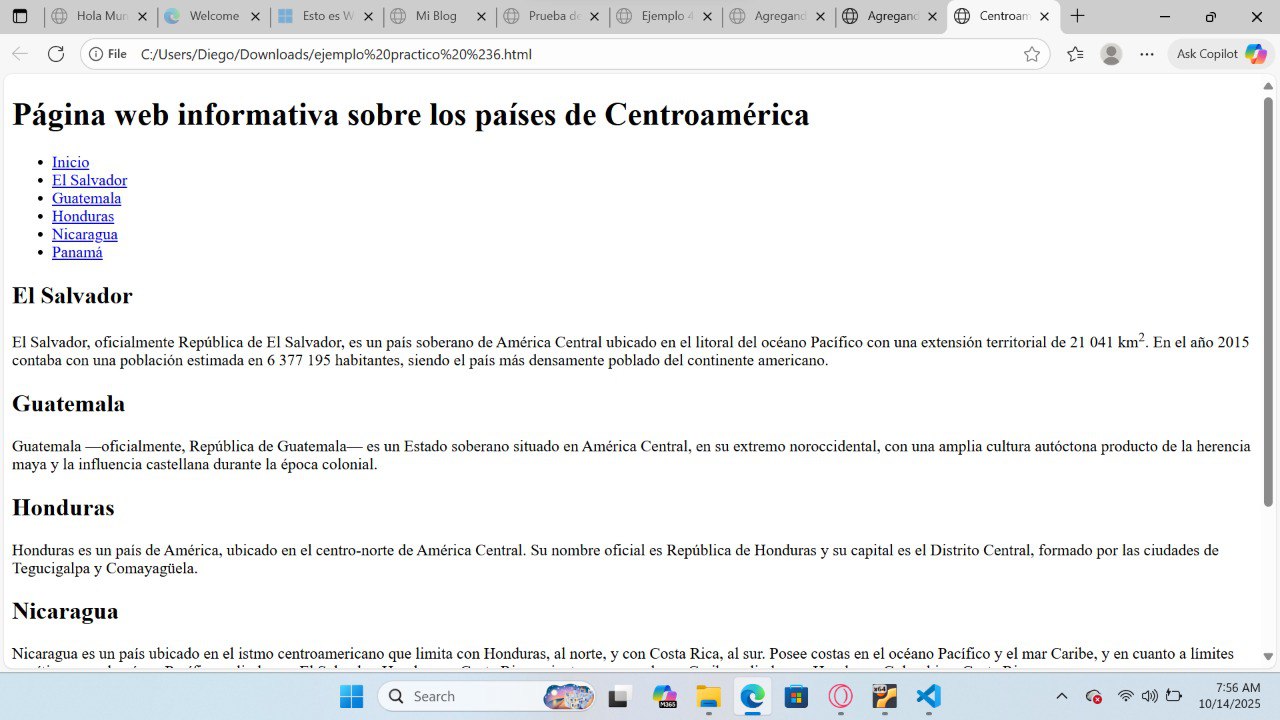 Hola Mun
Welcome
Esto es W
Mi Blog
Prueba de
Ejemplo 4
Agregand
Agregand
Centroam
File
C:/Users/Diego/Downloads/ejemplo%20practico%20%236.html
Ask Copilot
Página web informativa sobre los países de Centroamérica
Inicio
El Salvador
Guatemala
Honduras
Nicaragua
Panamá
El Salvador
El Salvador, oficialmente República de El Salvador, es un país soberano de América Central ubicado en el litoral del océano Pacífico con una extensión territorial de 21 041 km². En el año 2015
contaba con una población estimada en 6 377 195 habitantes, siendo el país más densamente poblado del continente americano.
Guatemala
Guatemala —oficialmente, República de Guatemala— es un Estado soberano situado en América Central, en su extremo noroccidental, con una amplia cultura autóctona producto de la herencia
maya y la influencia castellana durante la época colonial.
Honduras
Honduras es un país de América, ubicado en el centro-norte de América Central. Su nombre oficial es República de Honduras y su capital es el Distrito Central, formado por las ciudades de
Tegucigalpa y Comayagüela.
Nicaragua
Nicaragua es un país ubicado en el istmo centroamericano que limita con Honduras, al norte, y con Costa Rica, al sur. Posee costas en el océano Pacífico y el mar Caribe, y en cuanto a límites
Search
M365
x64
7:56 AM
10/14/2025